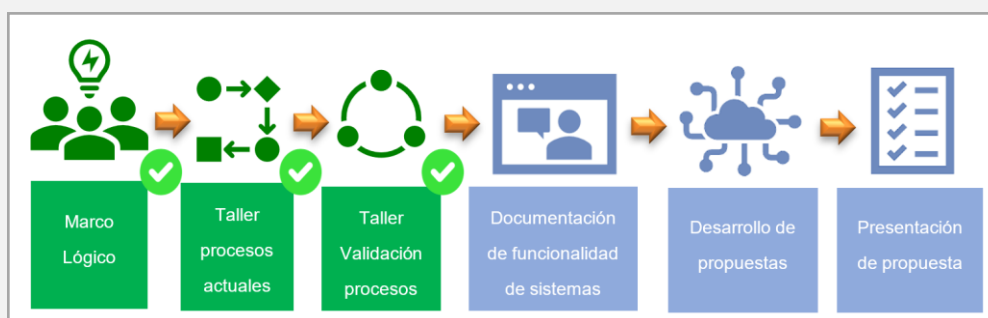 Marco
Lógico
Taller
procesos
actuales
Taller
Validación
procesos
Documentación
de funcionalidad
de sistemas
Desarrollo de
propuestas
Presentación
de propuesta